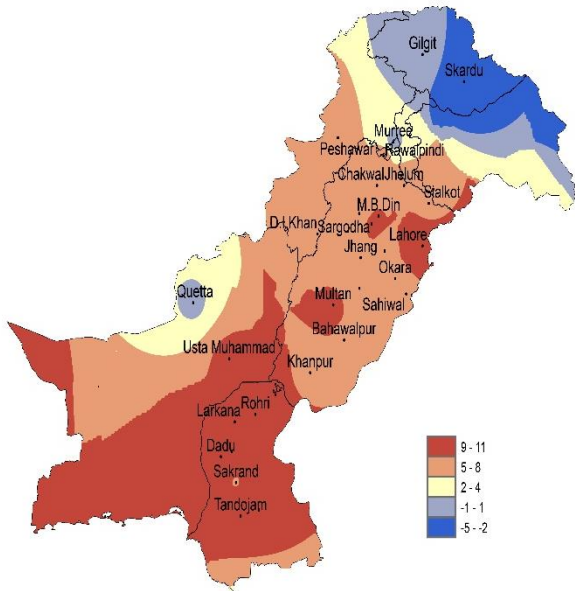 Gilgit
Skardu
Murree
Peshawar
Rawalpindi
Chakwal
Jhelum
Sialkot
M.B.Din
D.I.Khan
Sargodha
Lahore
Jhang
Okara
Quetta
Multan
Sahiwal
Bahawalpur
Usta Muhammad
Khanpur
Rohri
Larkana
Dadu
Sakrand
Tandojam
9 - 11
5 - 8
2 - 4
-1 - 1
-5 - -2